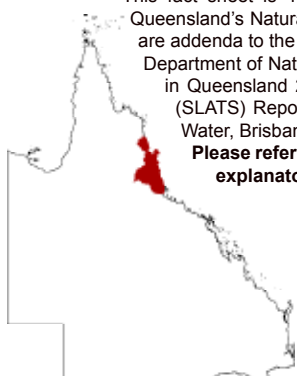 This fact sheet is
Queensland's Natura
are addenda to the
Department of Nat
in Queensland
(SLATS) Repo
Water, Brisban
Please refer
explanato